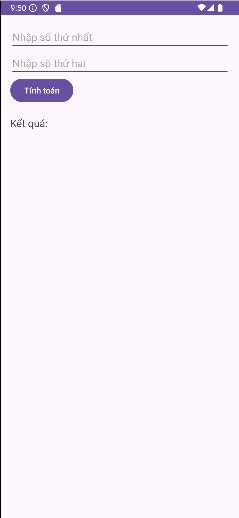 9:50
Nhập số thứ nhất
Nhập số thứ hai
Tính toán
Kết quả: